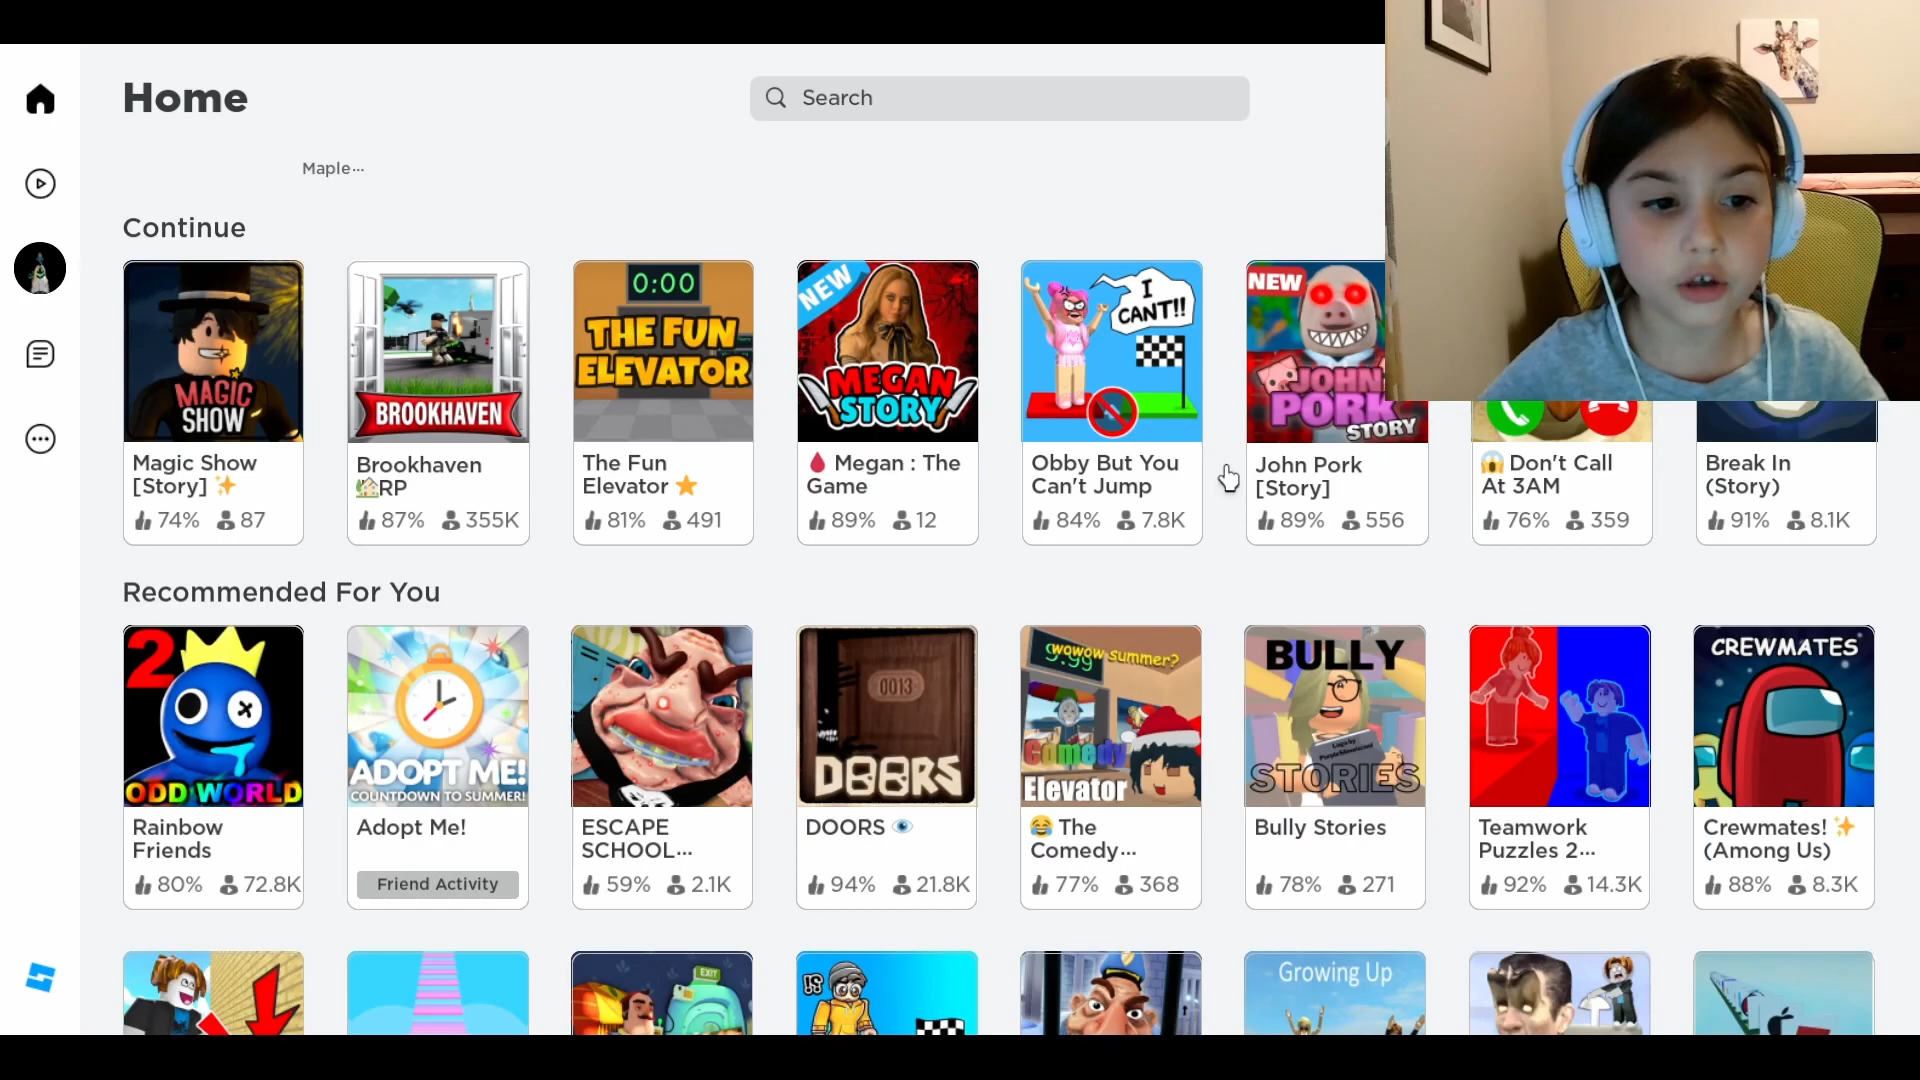 Home
Search
Maple...
Continue
MAGIC
SHOW
Magic Show
[Story] ✨
74% 87
BROOKHAVEN
Brookhaven
🏡RP
87% 355K
0:00
THE FUN
ELEVATOR
The Fun
Elevator ⭐
81% 491
NEW
MEGAN
STORY
🩸 Megan : The
Game
89% 12
I
CANT!!
Obby But You
Can't Jump
84% 7.8K
NEW
JOHN
PORK
STORY
John Pork
[Story]
89% 556
😱 Don't Call
At 3AM
76% 359
Break In
(Story)
91% 8.1K
Recommended For You
2
ODD WORLD
Rainbow
Friends
80% 72.8K
ADOPT ME!
COUNTDOWN TO SUMMER!
Adopt Me!
Friend Activity
ESCAPE
SCHOOL...
59% 2.1K
0013
DOORS
DOORS 👁️
94% 21.8K
9.99
wowow summer?
Comedy
Elevator
😂 The
Comedy...
77% 368
BULLY
STORIES
Bully Stories
78% 271
Teamwork
Puzzles 2...
92% 14.3K
CREWMATES
Crewmates! ✨
(Among Us)
88% 8.3K
EXIT
!?
Growing Up